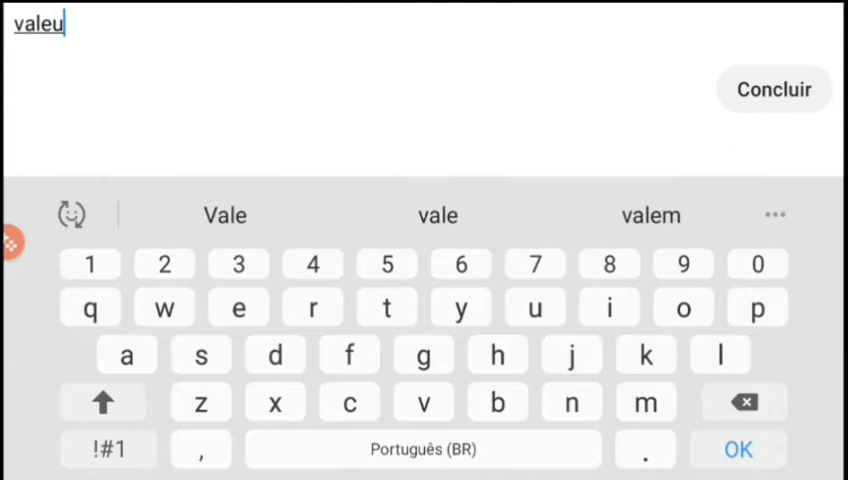 valeu
Concluir
Vale vale valem
1 2 3 4 5 6 7 8 9 0
q w e r t y u i o p
a s d f g h j k l
z x c v b n m
!#1 , Português (BR) . OK